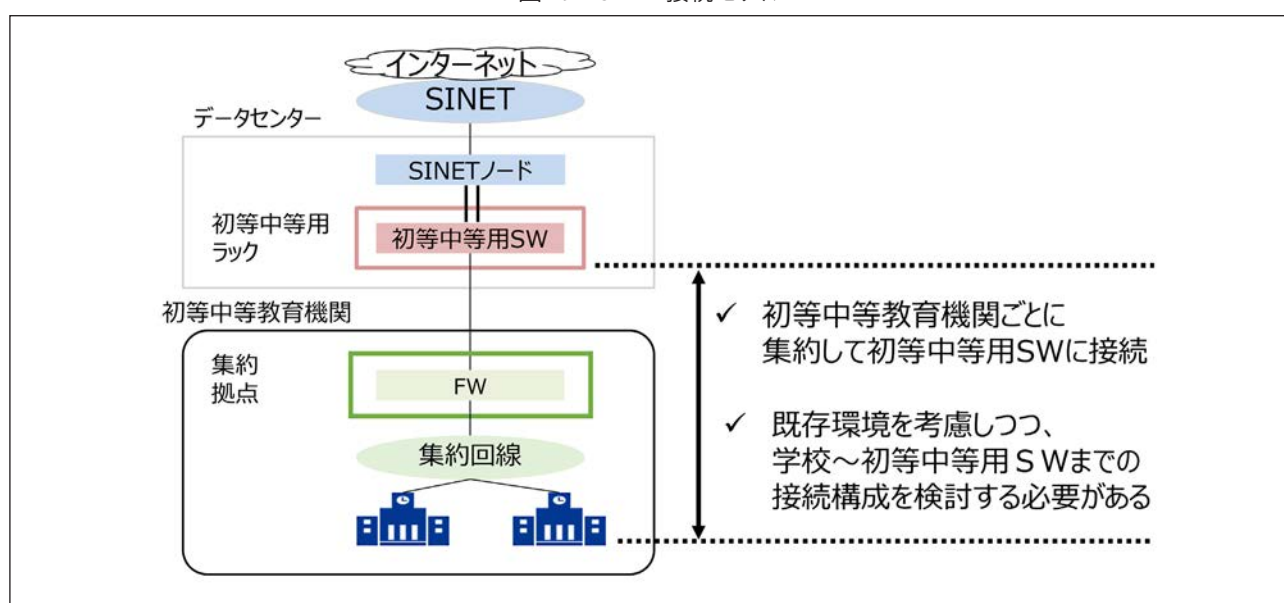 インターネット
SINET
データセンター
SINETノード
初等中等用
ラック
初等中等用SW
初等中等教育機関
集約
拠点
FW
集約回線
✓ 初等中等教育機関ごとに
集約して初等中等用SWに接続
✓ 既存環境を考慮しつつ、
学校～初等中等用ＳＷまでの
接続構成を検討する必要がある